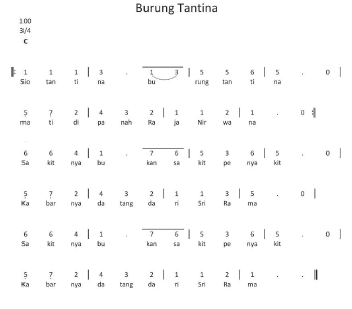 Burung Tantina
100
3/4
C
1 1 1 | 3 . 1 3 | 5 5 6 | 5 . 0 |
Sio tan ti na bu rung tan ti na
5 7 2 | 4 3 2 | 1 1 2 | 1 . 0 :||
ma ti di pa nah Ra ja Nir wa na
6 6 4 | 1 . 7 6 | 5 3 6 | 5 . 0 |
Sa kit nya bu kan sa kit pe nya kit
5 7 2 | 4 3 2 | 1 1 3 | 5 . 0 |
Ka bar nya da tang da ri Sri Ra ma
6 6 4 | 1 . 7 6 | 5 3 6 | 5 . 0 |
Sa kit nya bu kan sa kit pe nya kit
5 7 2 | 4 3 2 | 1 1 2 | 1 . . ||
Ka bar nya da tang da ri Sri Ra ma